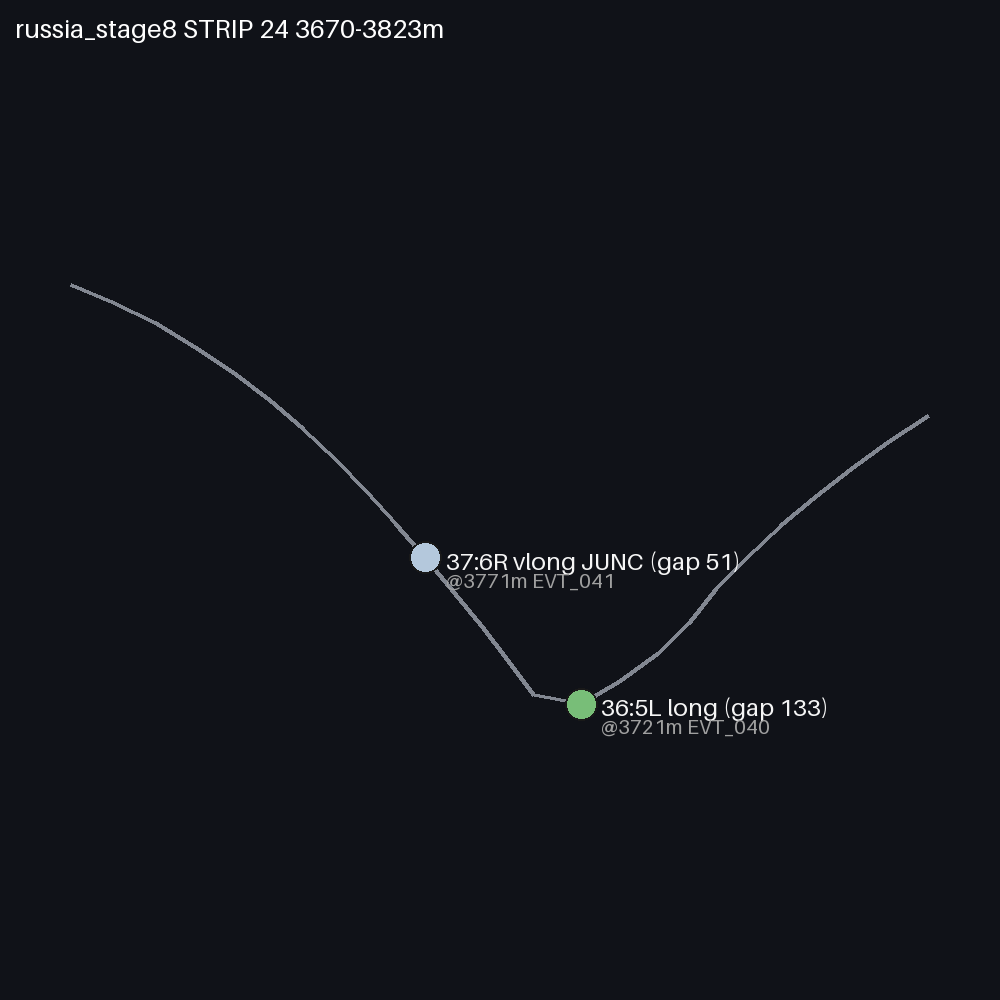 russia_stage8 STRIP 24 3670-3823m
37:6R vlong JUNC (gap 51)
@3771m EVT_041
36:5L long (gap 133)
@3721m EVT_040